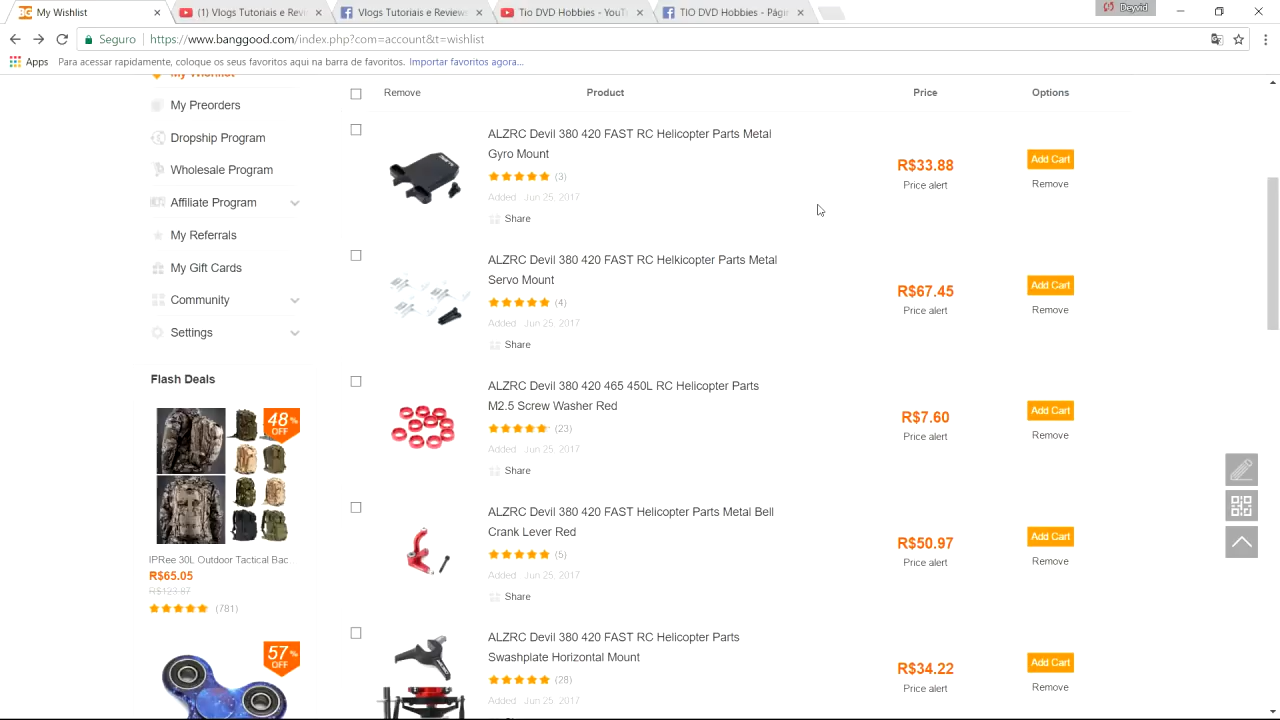 My Wishlist
(1) Vlogs Tutoriais e Revi
Vlogs Tutoriais e Review
Tio DVD Hobbies - YouT
TIO DVD Hobbies - Págin
Deyvid
Seguro
https://www.banggood.com/index.php?com=account&t=wishlist
Apps
Para acessar rapidamente, coloque os seus favoritos aqui na barra de favoritos.
Importar favoritos agora...
My Wishlist
My Preorders
Dropship Program
Wholesale Program
Affiliate Program
My Referrals
My Gift Cards
Community
Settings
Flash Deals
48% OFF
IPRee 30L Outdoor Tactical Bac
R$65.05
R$123.87
(781)
57% OFF
Remove
Product
Price
Options
ALZRC Devil 380 420 FAST RC Helicopter Parts Metal
Gyro Mount
(3)
Added: Jun 25, 2017
Share
R$33.88
Price alert
Add Cart
Remove
ALZRC Devil 380 420 FAST RC Helkicopter Parts Metal
Servo Mount
(4)
Added: Jun 25, 2017
Share
R$67.45
Price alert
Add Cart
Remove
ALZRC Devil 380 420 465 450L RC Helicopter Parts
M2.5 Screw Washer Red
(23)
Added: Jun 25, 2017
Share
R$7.60
Price alert
Add Cart
Remove
ALZRC Devil 380 420 FAST Helicopter Parts Metal Bell
Crank Lever Red
(5)
Added: Jun 25, 2017
Share
R$50.97
Price alert
Add Cart
Remove
ALZRC Devil 380 420 FAST RC Helicopter Parts
Swashplate Horizontal Mount
(28)
Added: Jun 25, 2017
R$34.22
Price alert
Add Cart
Remove